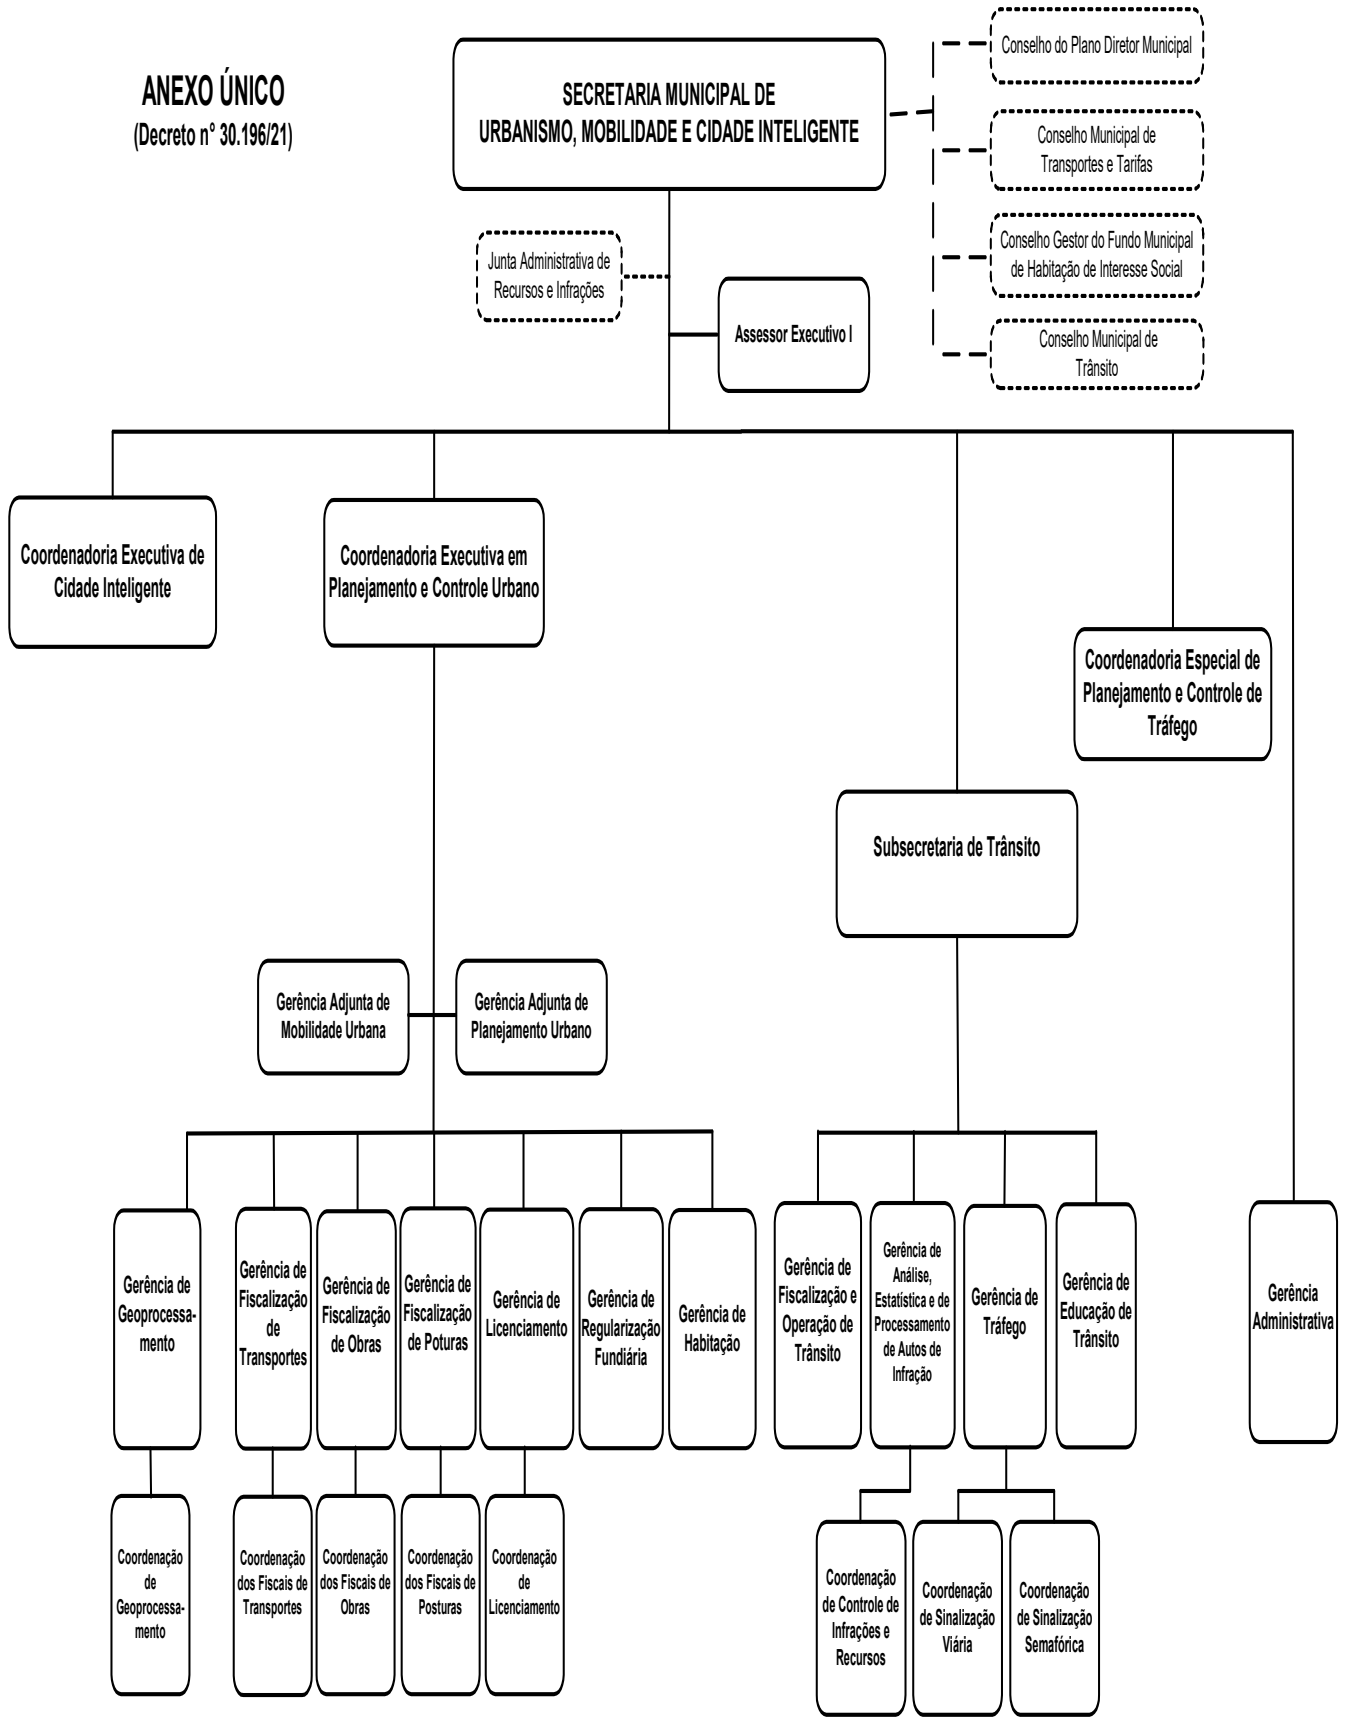 ANEXO ÚNICO
(Decreto n° 30.196/21)
SECRETARIA MUNICIPAL DE
URBANISMO, MOBILIDADE E CIDADE INTELIGENTE
Conselho do Plano Diretor Municipal
Conselho Municipal de
Transportes e Tarifas
Conselho Gestor do Fundo Municipal
de Habitação de Interesse Social
Conselho Municipal de
Trânsito
Junta Administrativa de
Recursos e Infrações
Assessor Executivo I
Coordenadoria Executiva de
Cidade Inteligente
Coordenadoria Executiva em
Planejamento e Controle Urbano
Coordenadoria Especial de
Planejamento e Controle de
Tráfego
Subsecretaria de Trânsito
Gerência Adjunta de
Mobilidade Urbana
Gerência Adjunta de
Planejamento Urbano
Gerência de
Geoprocessa-
mento
Gerência de
Fiscalização
de
Transportes
Gerência de
Fiscalização
de Obras
Gerência de
Fiscalização
de Poturas
Gerência de
Licenciamento
Gerência de
Regularização
Fundiária
Gerência de
Habitação
Gerência de
Fiscalização e
Operação de
Trânsito
Gerência de
Análise,
Estatística e de
Processamento
de Autos de
Infração
Gerência de
Tráfego
Gerência de
Educação de
Trânsito
Gerência
Administrativa
Coordenação
de
Geoprocessa-
mento
Coordenação
dos Fiscais de
Transportes
Coordenação
dos Fiscais de
Obras
Coordenação
dos Fiscais de
Posturas
Coordenação
de
Licenciamento
Coordenação
de Controle de
Infrações e
Recursos
Coordenação
de Sinalização
Viária
Coordenação
de Sinalização
Semafórica